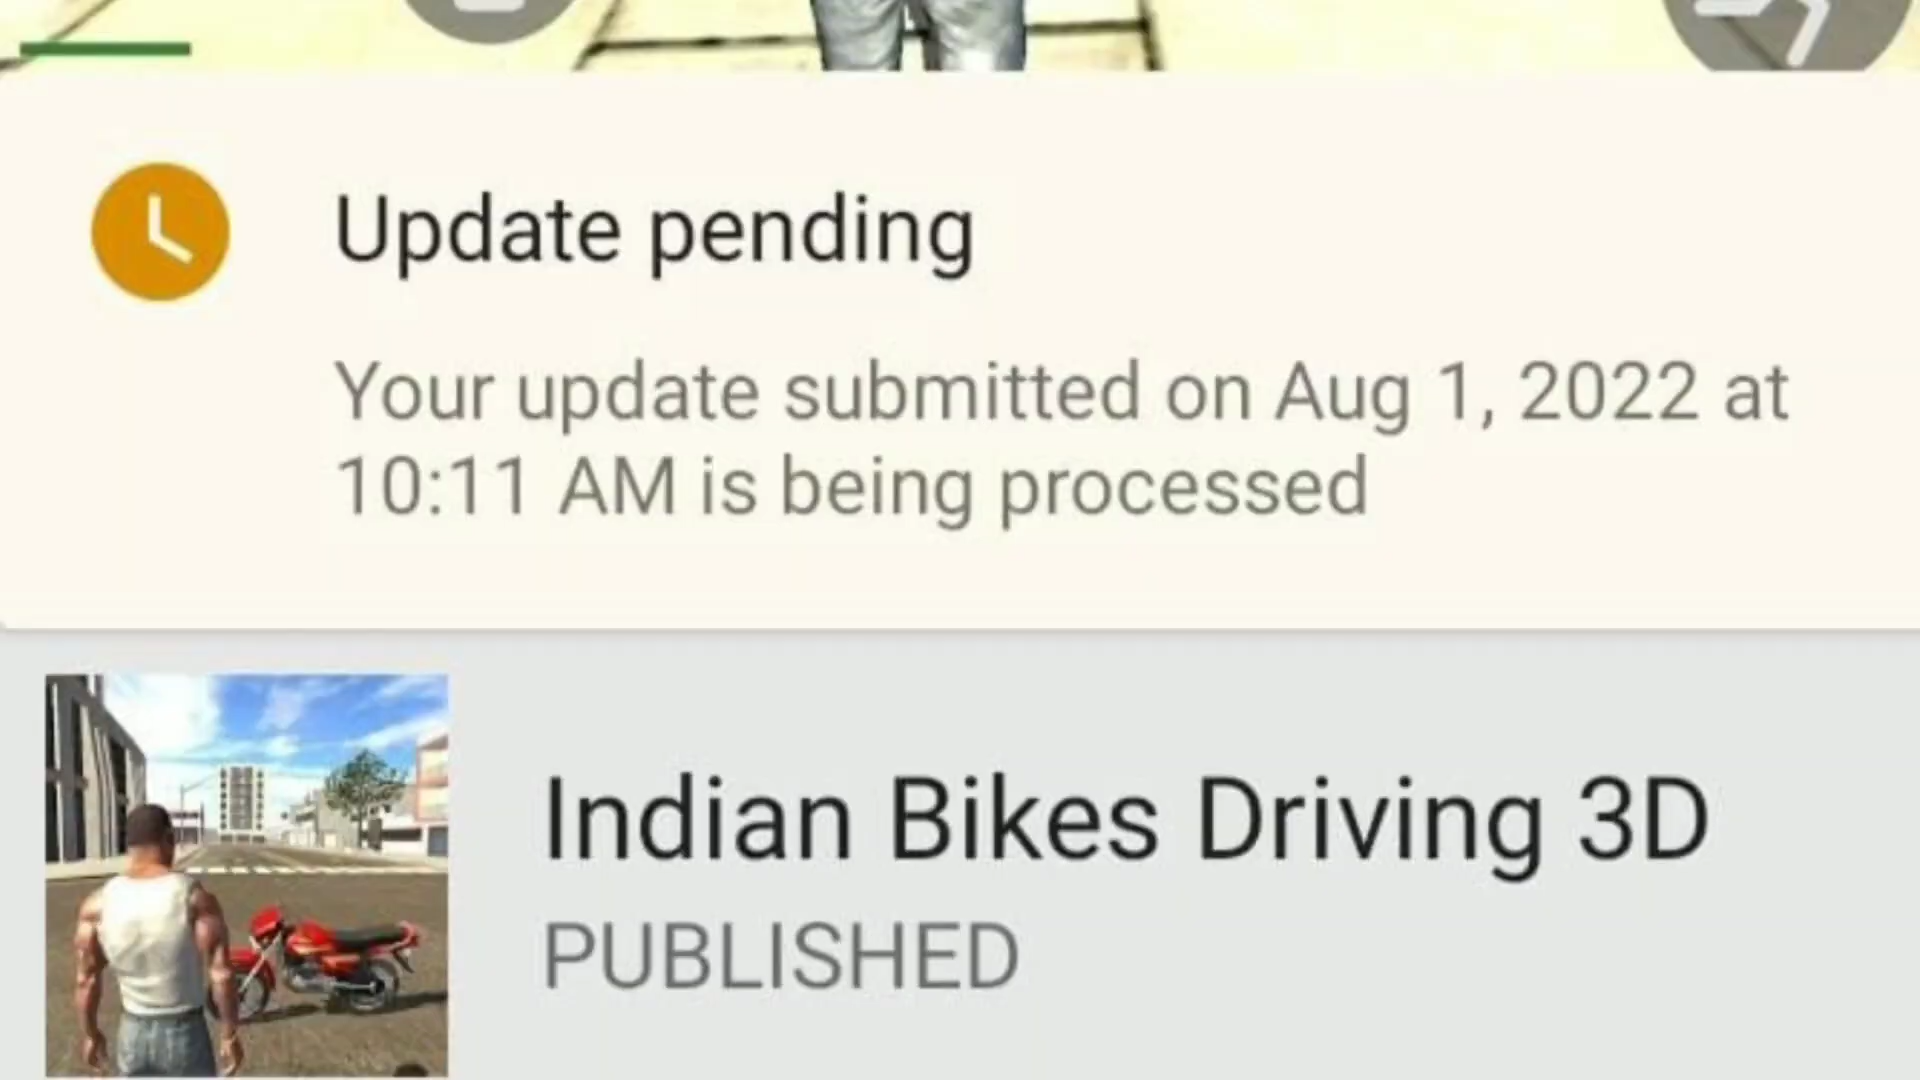 Update pending
Your update submitted on Aug 1, 2022 at
10:11 AM is being processed
Indian Bikes Driving 3D
PUBLISHED